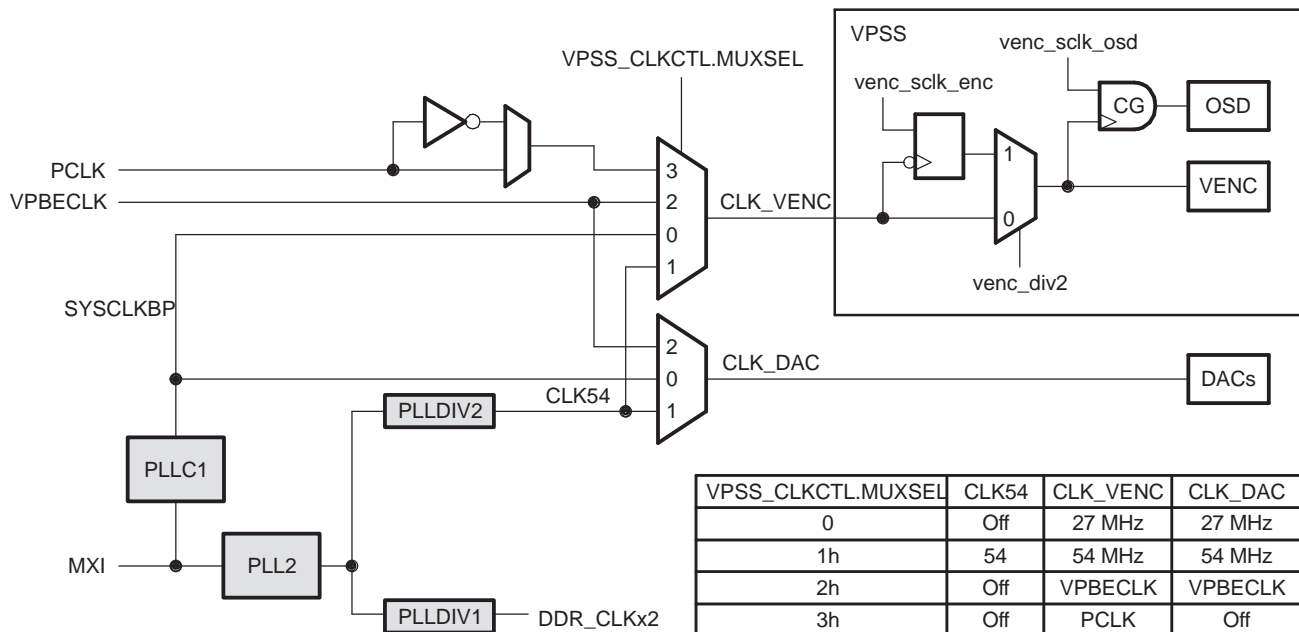 VPSS
venc_sclk_osd
VPSS_CLKCTL.MUXSEL
venc_sclk_enc
CG
OSD
PCLK
3
1
VENC
VPBECLK
2
CLK_VENC
0
0
1
venc_div2
SYSCLKBP
2
CLK_DAC
0
DACs
CLK54
1
PLLDIV2
PLLC1
MXI
PLL2
PLLDIV1
DDR_CLKx2
VPSS_CLKCTL.MUXSEL CLK54 CLK_VENC CLK_DAC
0 Off 27 MHz 27 MHz
1h 54 54 MHz 54 MHz
2h Off VPBECLK VPBECLK
3h Off PCLK Off